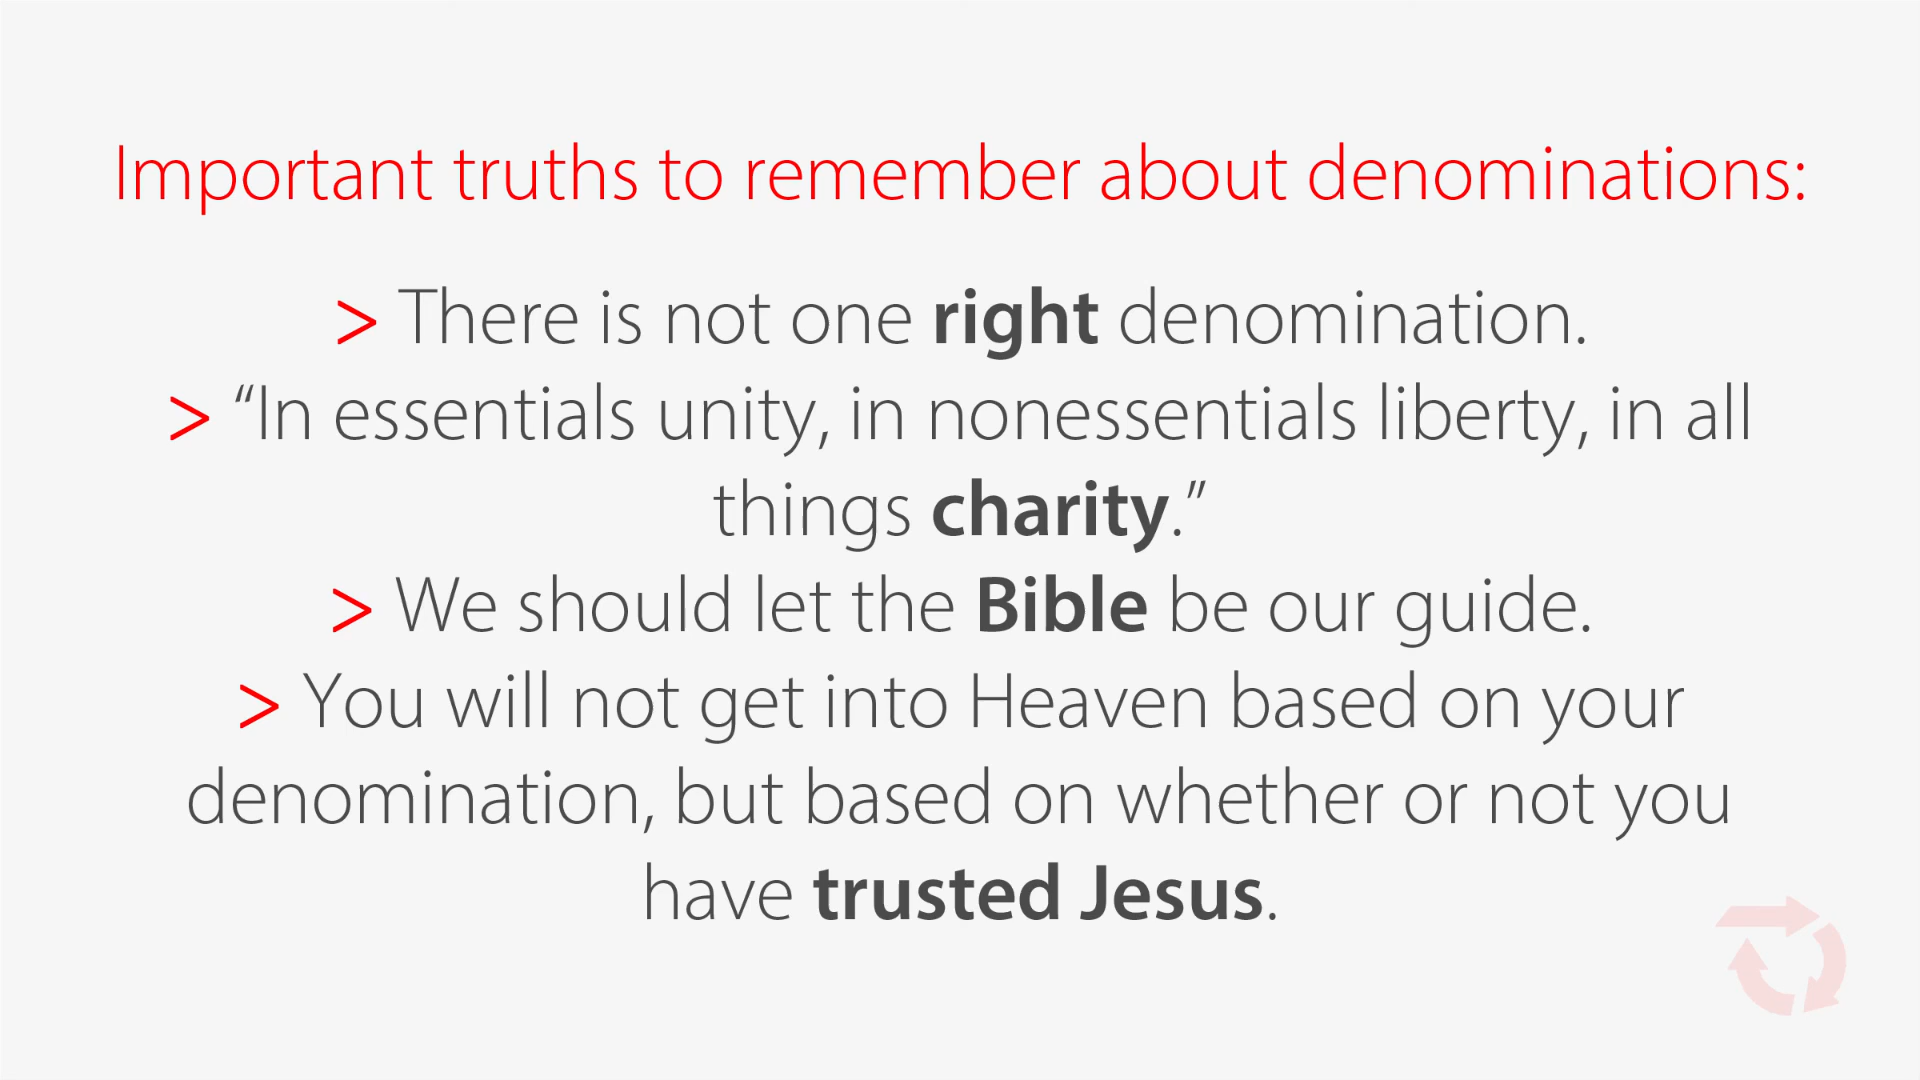 Important truths to remember about denominations:
> There is not one right denomination.
> “In essentials unity, in nonessentials liberty, in all
things charity.”
> We should let the Bible be our guide.
> You will not get into Heaven based on your
denomination, but based on whether or not you
have trusted Jesus.